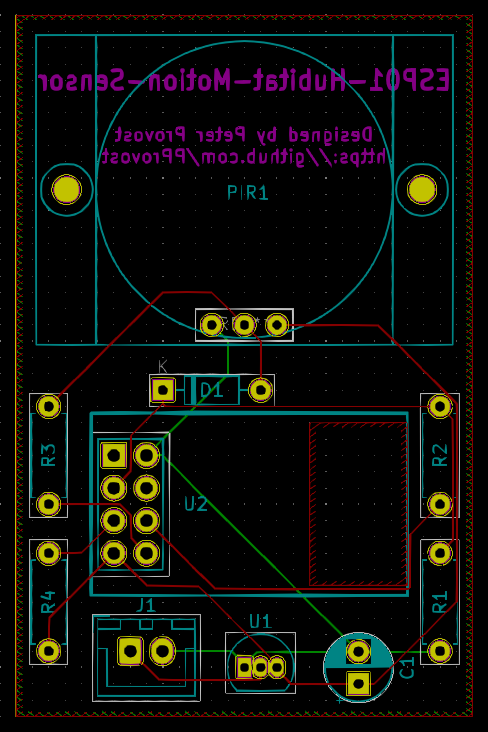 ESP01-Hubitat-Motion-Sensor
Designed by Peter Provost
https://github.com/PProvost
PIR1
K
D1
R3
R2
U2
R4
J1
U1
R1
C1
+